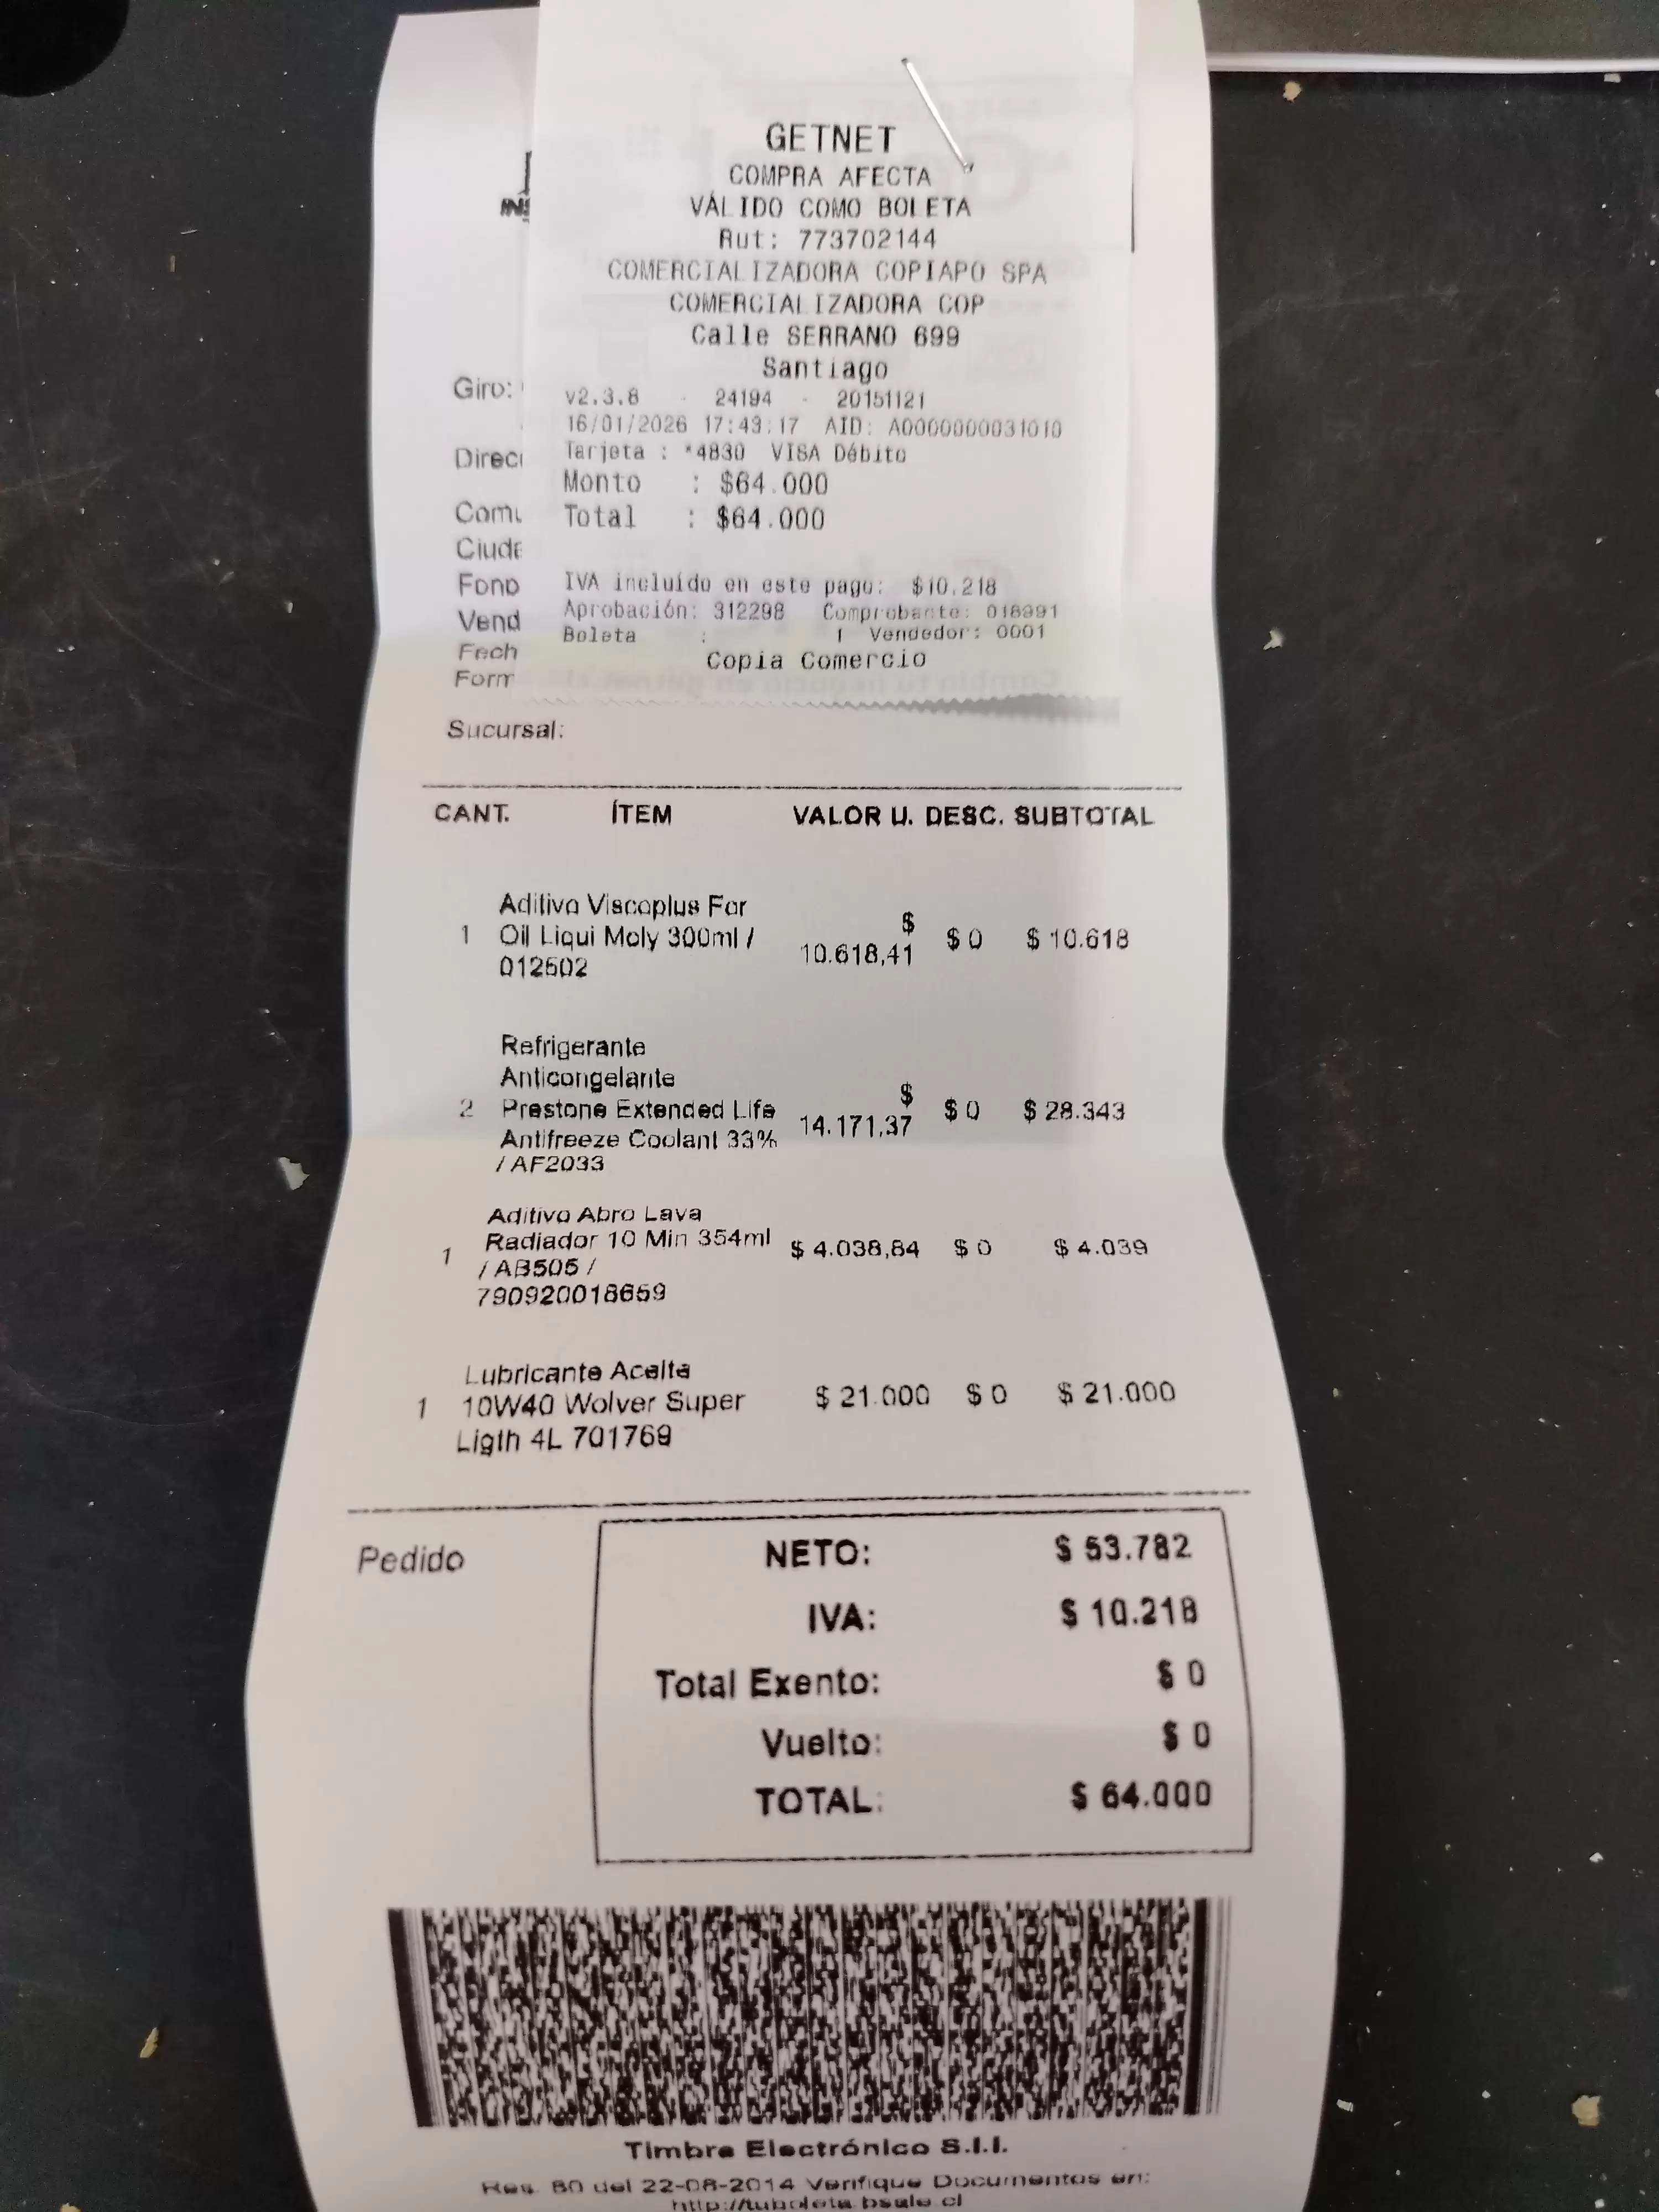 GETNET
COMPRA AFECTA
VÁLIDO COMO BOLETA
Rut: 773702144
COMERCIALIZADORA COPIAPO SPA
COMERCIALIZADORA COP
Calle SERRANO 699
Santiago
v2.3.8 - 24194 - 20151121
16/01/2026 17:43:17 AID: A0000000031010
Tarjeta : *4830 VISA Débito
Monto : $64.000
Total : $64.000
IVA incluído en este pago: $10.218
Aprobación: 312298 Comprobante: 018991
Boleta : 1 Vendedor: 0001
Copia Comercio
Giro:
Direc
Comu
Ciuda
Fono
Vend
Fech
Form
Sucursal:
CANT. ÍTEM VALOR U. DESC. SUBTOTAL
Aditivo Viscoplus For
1 Oil Liqui Moly 300ml / $ 10.618,41 $ 0 $ 10.618
012502
Refrigerante
Anticongelante
2 Prestone Extended Life $ 14.171,37 $ 0 $ 28.343
Antifreeze Coolant 33%
/ AF2033
Aditivo Abro Lava
1 Radiador 10 Min 354ml $ 4.038,84 $ 0 $ 4.039
/ AB505 /
790920018659
Lubricante Aceite
1 10W40 Wolver Super $ 21.000 $ 0 $ 21.000
Ligth 4L 701769
Pedido
NETO: $ 53.782
IVA: $ 10.218
Total Exento: $ 0
Vuelto: $ 0
TOTAL: $ 64.000
Timbre Electrónico S.I.I.
Res. 80 del 22-08-2014 Verifique Documentos en:
http://tuboleta.bsale.cl